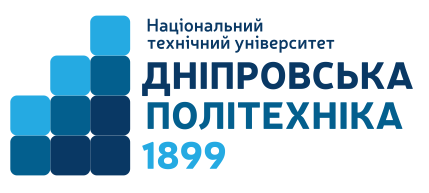 Національний
технічний університет
ДНІПРОВСЬКА
ПОЛІТЕХНІКА
1899